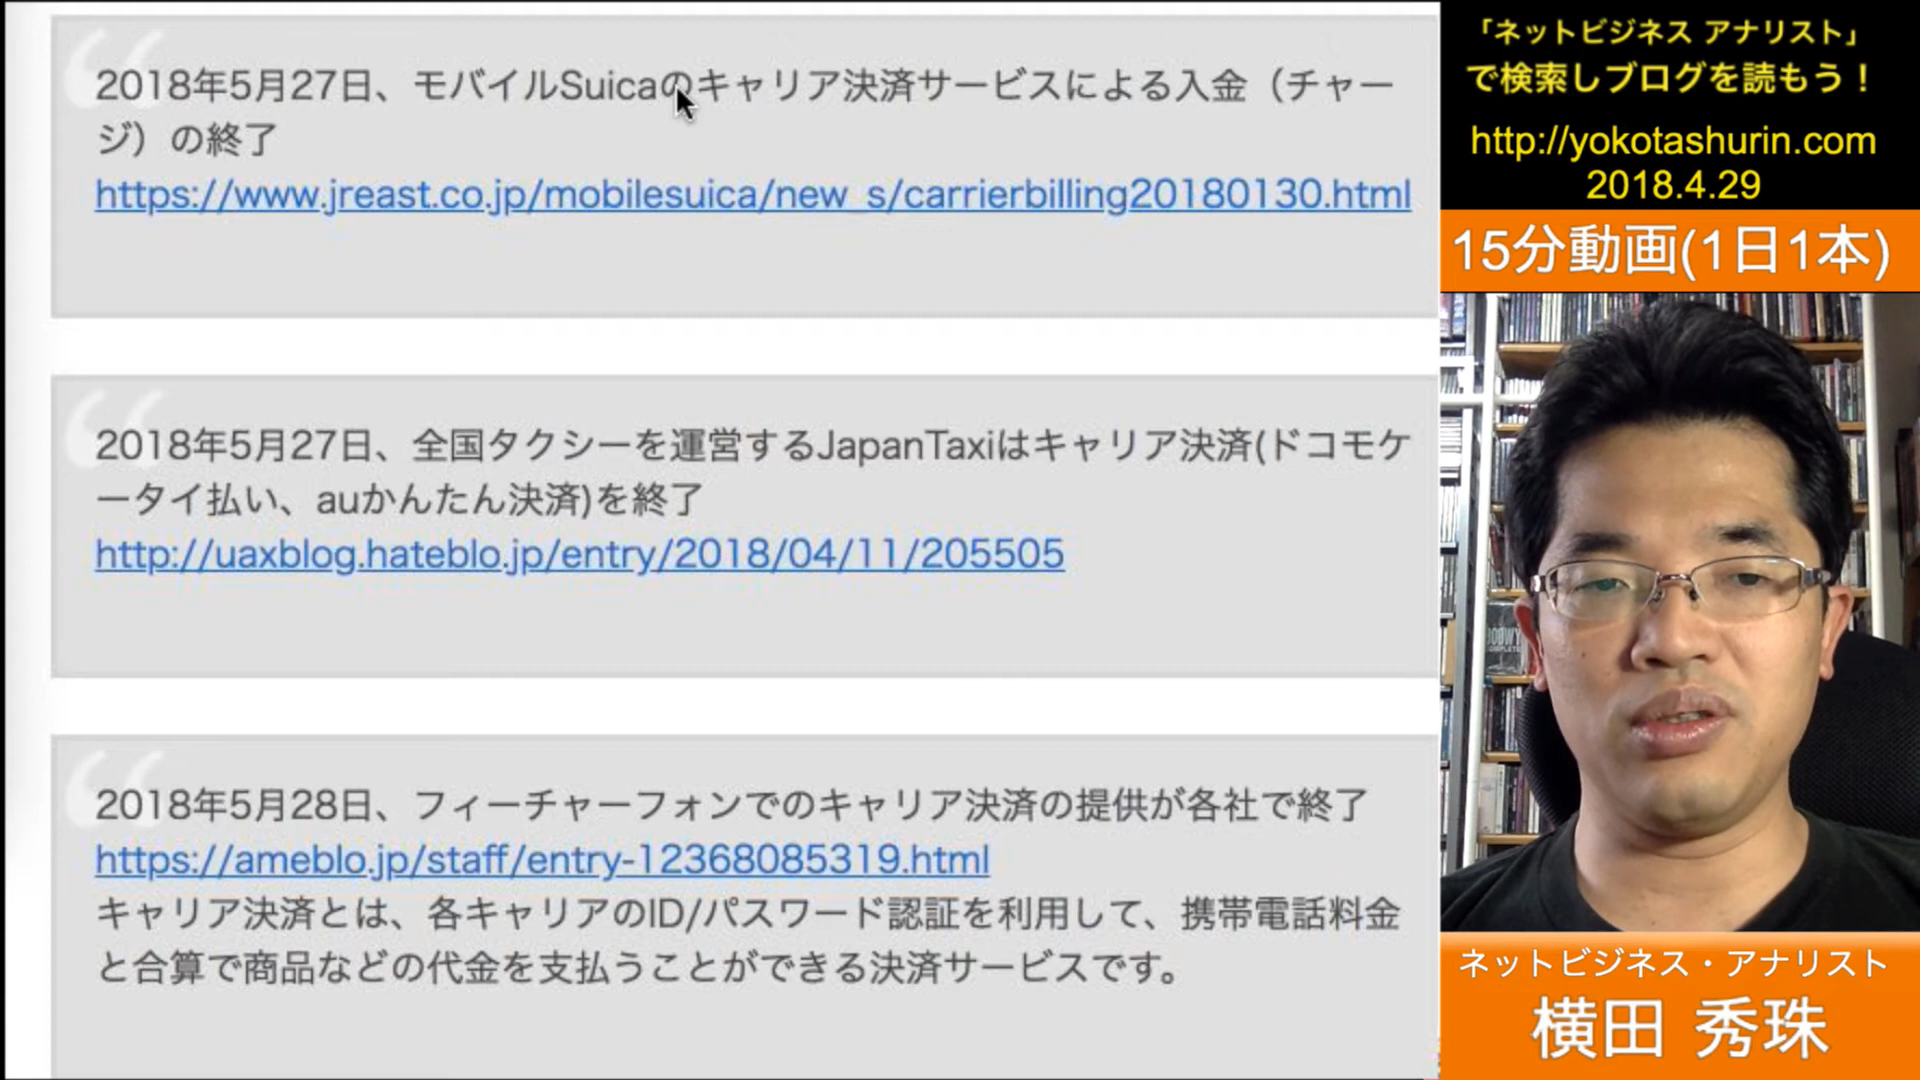 2018年5月27日、モバイルSuicaのキャリア決済サービスによる入金（チャー
ジ）の終了
https://www.jreast.co.jp/mobilesuica/new_s/carrierbilling20180130.html
2018年5月27日、全国タクシーを運営するJapanTaxiはキャリア決済(ドコモケ
ータイ払い、auかんたん決済)を終了
http://uaxblog.hateblo.jp/entry/2018/04/11/205505
2018年5月28日、フィーチャーフォンでのキャリア決済の提供が各社で終了
https://ameblo.jp/staff/entry-12368085319.html
キャリア決済とは、各キャリアのID/パスワード認証を利用して、携帯電話料金
と合算で商品などの代金を支払うことができる決済サービスです。
「ネットビジネス アナリスト」
で検索しブログを読もう！
http://yokotashurin.com
2018.4.29
15分動画(1日1本)
ネットビジネス・アナリスト
横田 秀珠